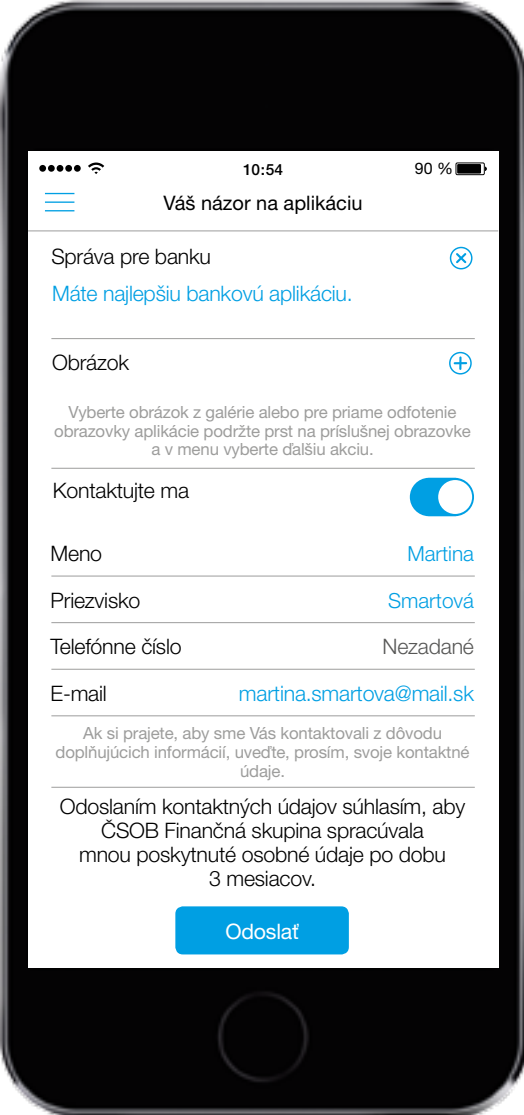 10:54
90 %
Váš názor na aplikáciu
Správa pre banku
Máte najlepšiu bankovú aplikáciu.
Obrázok
Vyberte obrázok z galérie alebo pre priame odfotenie
obrazovky aplikácie podržte prst na príslušnej obrazovke
a v menu vyberte ďalšiu akciu.
Kontaktujte ma
Meno Martina
Priezvisko Smartová
Telefónne číslo Nezadané
E-mail martina.smartova@mail.sk
Ak si prajete, aby sme Vás kontaktovali z dôvodu
doplňujúcich informácií, uveďte, prosím, svoje kontaktné
údaje.
Odoslaním kontaktných údajov súhlasím, aby
ČSOB Finančná skupina spracúvala
mnou poskytnuté osobné údaje po dobu
3 mesiacov.
Odoslať